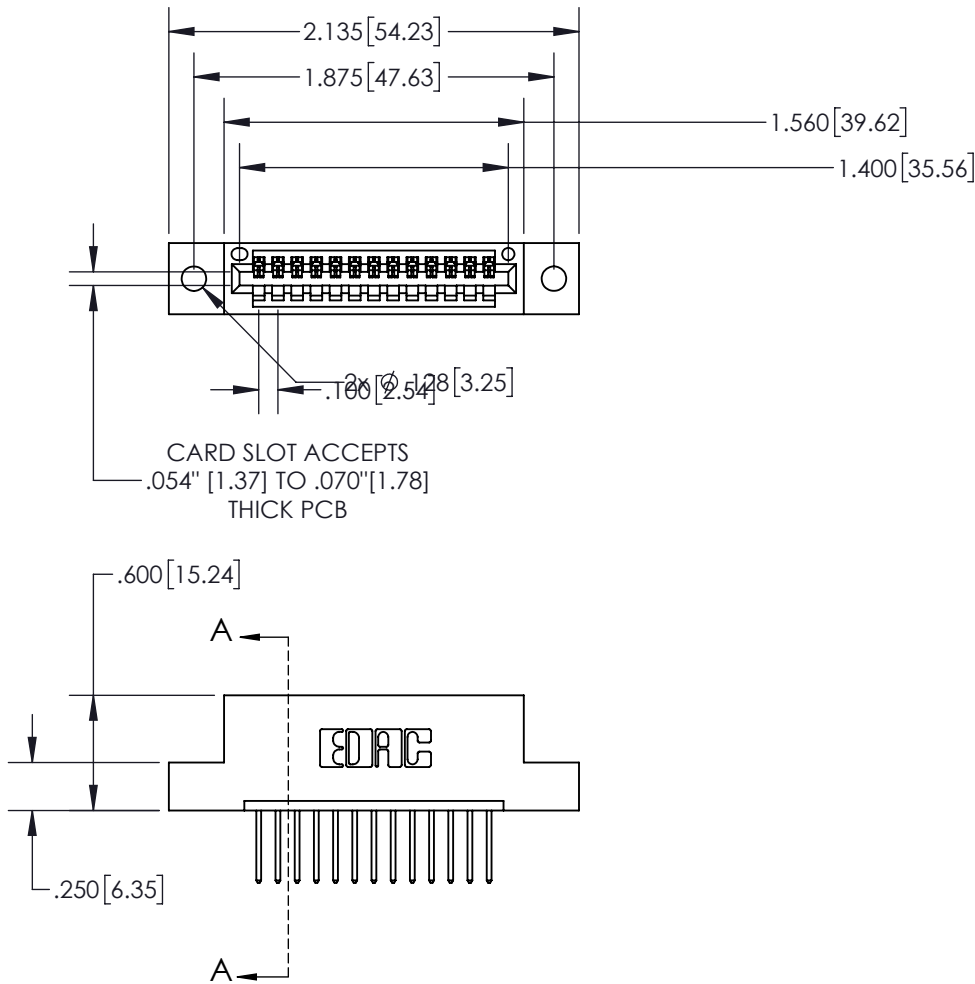 2.135[54.23]
1.875[47.63]
1.560[39.62]
1.400[35.56]
2x Ø .128[3.25]
.100[2.54]
CARD SLOT ACCEPTS
.054" [1.37] TO .070"[1.78]
THICK PCB
.600[15.24]
A
EDAC
.250[6.35]
A